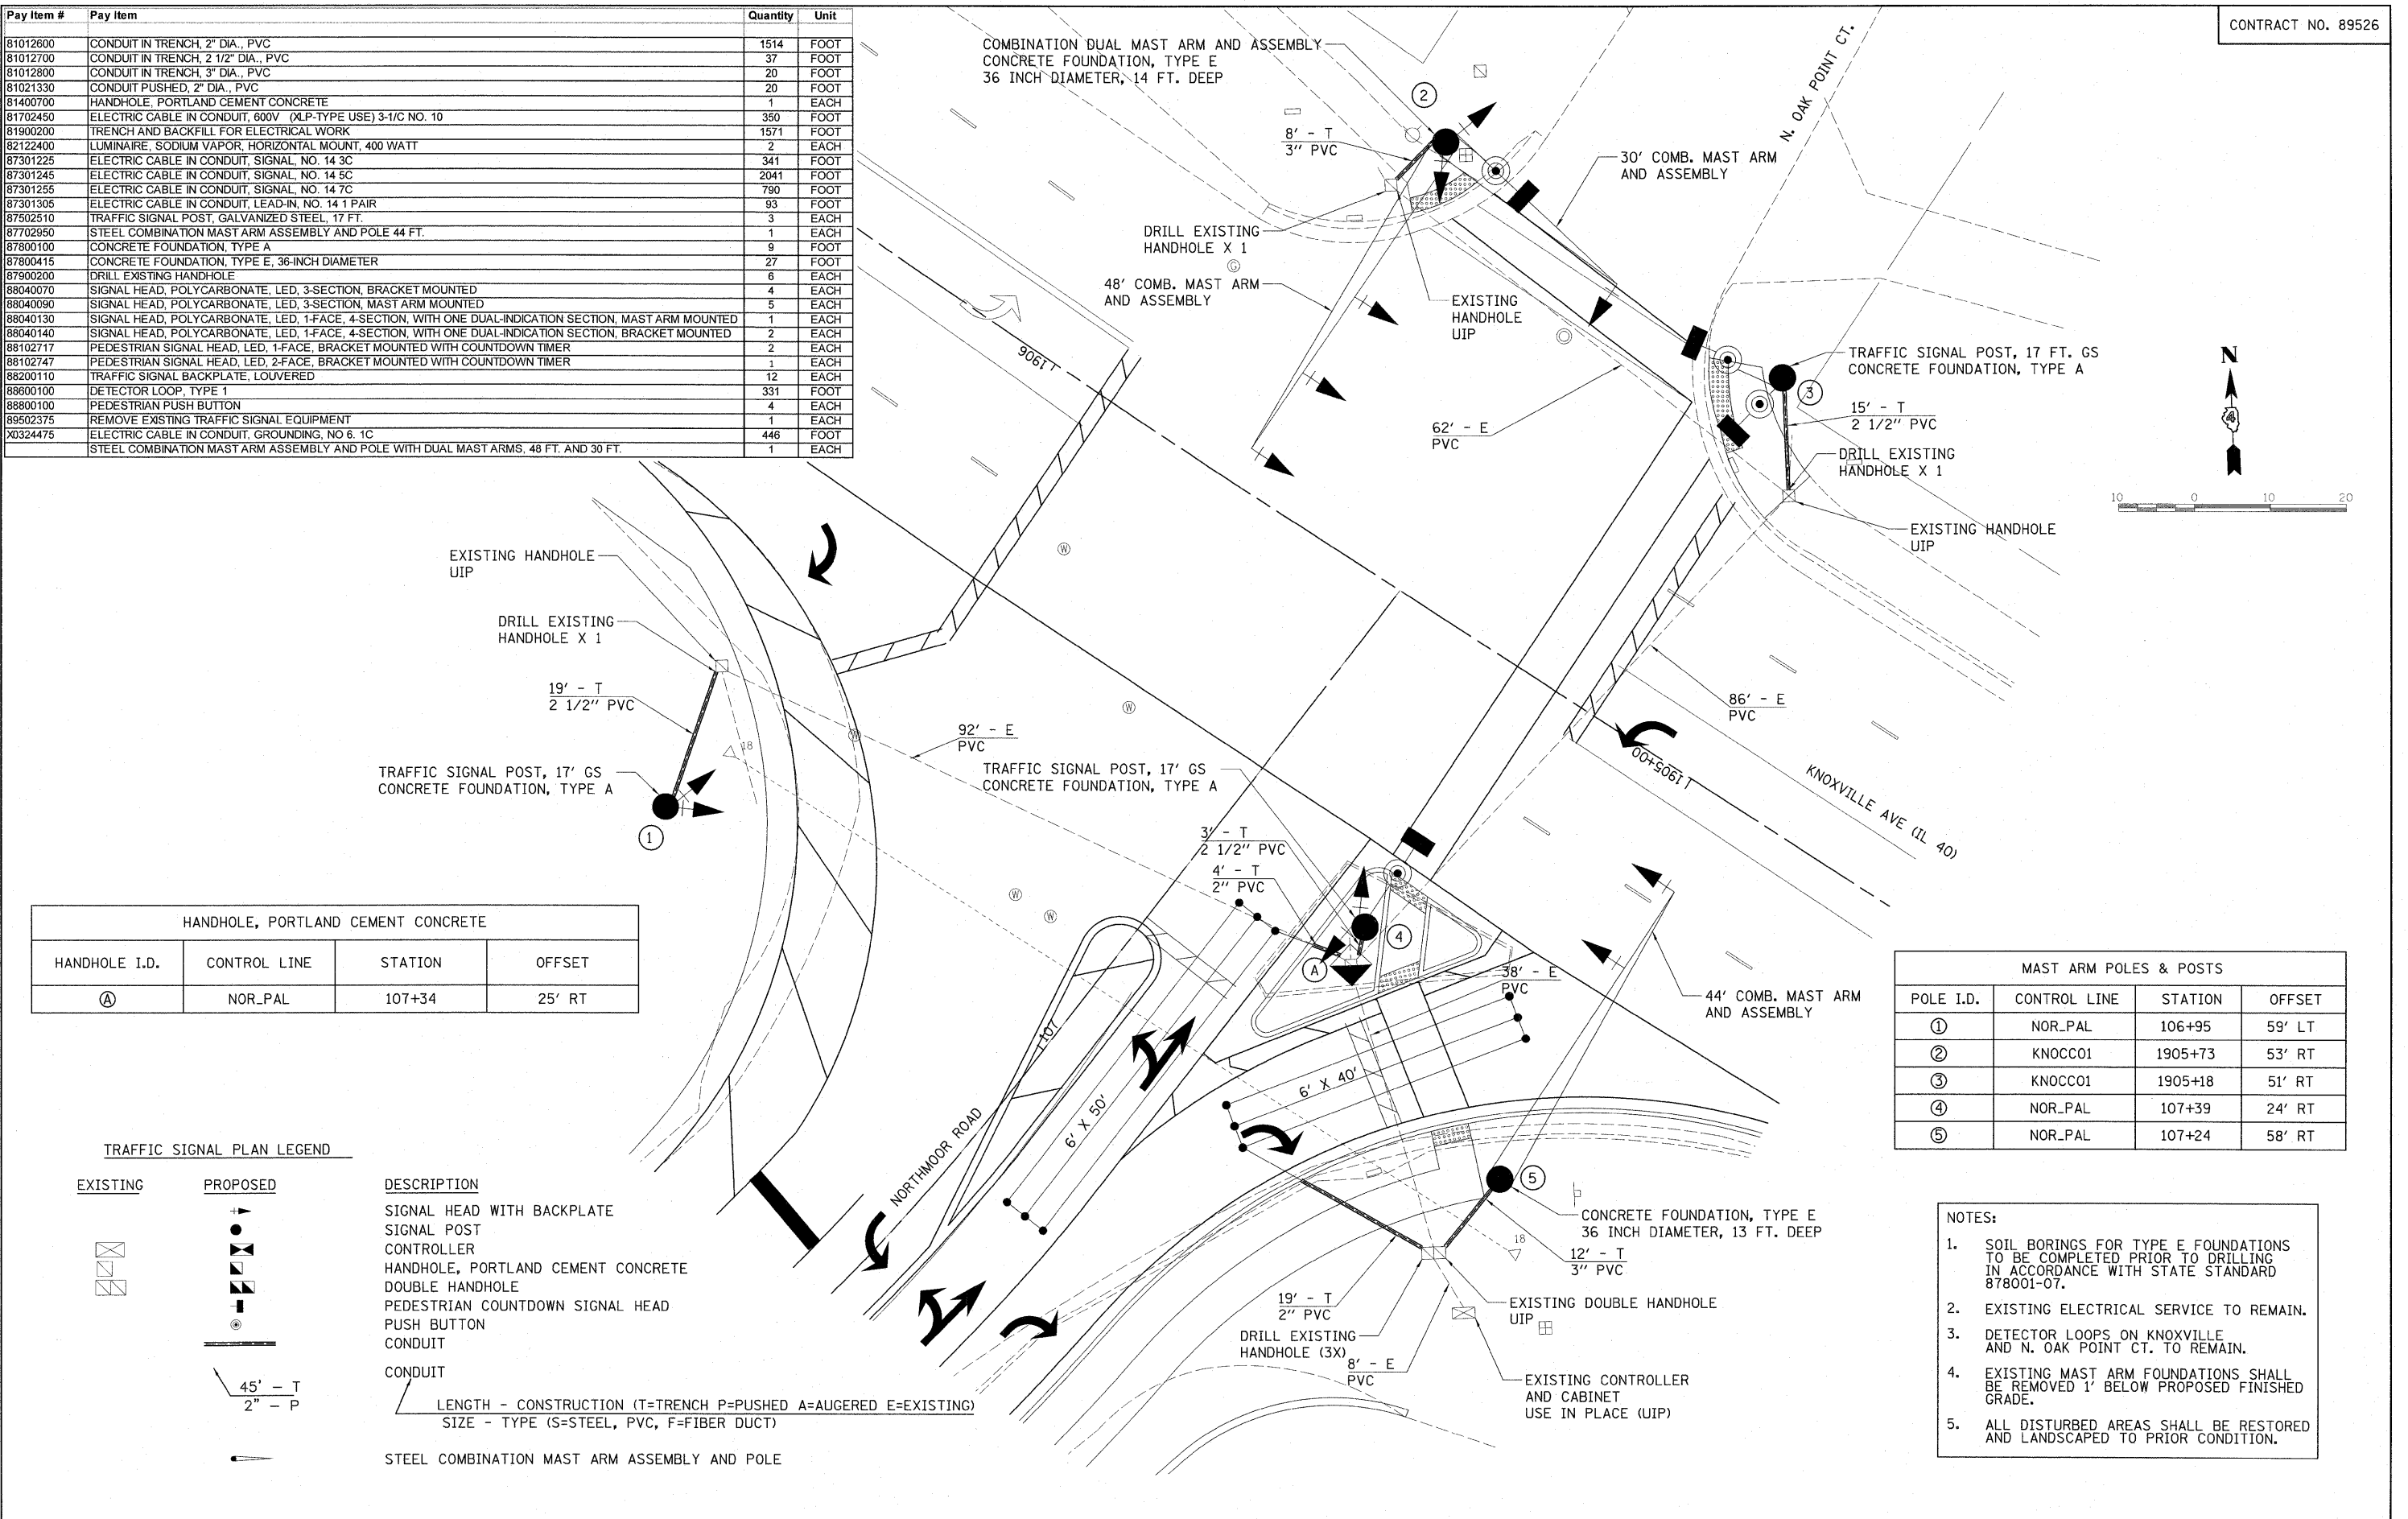 CONTRACT NO. 89526
Pay Item # Pay Item Quantity Unit
81012600 CONDUIT IN TRENCH, 2" DIA., PVC 1514 FOOT
81012700 CONDUIT IN TRENCH, 2 1/2" DIA., PVC 37 FOOT
81012800 CONDUIT IN TRENCH, 3" DIA., PVC 20 FOOT
81021330 CONDUIT PUSHED, 2" DIA., PVC 20 FOOT
81400700 HANDHOLE, PORTLAND CEMENT CONCRETE 1 EACH
81702450 ELECTRIC CABLE IN CONDUIT, 600V (XLP-TYPE USE) 3-1/C NO. 10 350 FOOT
81900200 TRENCH AND BACKFILL FOR ELECTRICAL WORK 1571 FOOT
82122400 LUMINAIRE, SODIUM VAPOR, HORIZONTAL MOUNT, 400 WATT 2 EACH
87301225 ELECTRIC CABLE IN CONDUIT, SIGNAL, NO. 14 3C 341 FOOT
87301245 ELECTRIC CABLE IN CONDUIT, SIGNAL, NO. 14 5C 2041 FOOT
87301255 ELECTRIC CABLE IN CONDUIT, SIGNAL, NO. 14 7C 790 FOOT
87301305 ELECTRIC CABLE IN CONDUIT, LEAD-IN, NO. 14 1 PAIR 93 FOOT
87502510 TRAFFIC SIGNAL POST, GALVANIZED STEEL, 17 FT. 3 EACH
87702950 STEEL COMBINATION MAST ARM ASSEMBLY AND POLE 44 FT. 1 EACH
87800100 CONCRETE FOUNDATION, TYPE A 9 FOOT
87800415 CONCRETE FOUNDATION, TYPE E, 36-INCH DIAMETER 27 FOOT
87900200 DRILL EXISTING HANDHOLE 6 EACH
88040070 SIGNAL HEAD, POLYCARBONATE, LED, 3-SECTION, BRACKET MOUNTED 4 EACH
88040090 SIGNAL HEAD, POLYCARBONATE, LED, 3-SECTION, MAST ARM MOUNTED 5 EACH
88040130 SIGNAL HEAD, POLYCARBONATE, LED, 1-FACE, 4-SECTION, WITH ONE DUAL-INDICATION SECTION, MAST ARM MOUNTED 1 EACH
88040140 SIGNAL HEAD, POLYCARBONATE, LED, 1-FACE, 4-SECTION, WITH ONE DUAL-INDICATION SECTION, BRACKET MOUNTED 2 EACH
88102717 PEDESTRIAN SIGNAL HEAD, LED, 1-FACE, BRACKET MOUNTED WITH COUNTDOWN TIMER 2 EACH
88102747 PEDESTRIAN SIGNAL HEAD, LED, 2-FACE, BRACKET MOUNTED WITH COUNTDOWN TIMER 1 EACH
88200110 TRAFFIC SIGNAL BACKPLATE, LOUVERED 12 EACH
88600100 DETECTOR LOOP, TYPE 1 331 FOOT
88800100 PEDESTRIAN PUSH BUTTON 4 EACH
89502375 REMOVE EXISTING TRAFFIC SIGNAL EQUIPMENT 1 EACH
X0324475 ELECTRIC CABLE IN CONDUIT, GROUNDING, NO 6. 1C 446 FOOT
STEEL COMBINATION MAST ARM ASSEMBLY AND POLE WITH DUAL MAST ARMS, 48 FT. AND 30 FT. 1 EACH
COMBINATION DUAL MAST ARM AND ASSEMBLY
CONCRETE FOUNDATION, TYPE E
36 INCH DIAMETER, 14 FT. DEEP
2
8' - T
3" PVC
N. OAK POINT CT.
30' COMB. MAST ARM
AND ASSEMBLY
DRILL EXISTING
HANDHOLE X 1
G
48' COMB. MAST ARM
AND ASSEMBLY
EXISTING
HANDHOLE
UIP
1906
TRAFFIC SIGNAL POST, 17 FT. GS
CONCRETE FOUNDATION, TYPE A
3
15' - T
2 1/2" PVC
62' - E
PVC
DRILL EXISTING
HANDHOLE X 1
EXISTING HANDHOLE
UIP
N
4
10 0 10 20
EXISTING HANDHOLE
UIP
W
DRILL EXISTING
HANDHOLE X 1
19' - T
2 1/2" PVC
18
W
W
92' - E
PVC
86' - E
PVC
1905+00
KNOXVILLE AVE (IL 40)
TRAFFIC SIGNAL POST, 17' GS
CONCRETE FOUNDATION, TYPE A
1
TRAFFIC SIGNAL POST, 17' GS
CONCRETE FOUNDATION, TYPE A
3' - T
2 1/2" PVC
4' - T
2" PVC
W
W
4
A
38' - E
PVC
44' COMB. MAST ARM
AND ASSEMBLY
HANDHOLE, PORTLAND CEMENT CONCRETE
HANDHOLE I.D. CONTROL LINE STATION OFFSET
A NOR_PAL 107+34 25' RT
MAST ARM POLES & POSTS
POLE I.D. CONTROL LINE STATION OFFSET
1 NOR_PAL 106+95 59' LT
2 KNOCCO1 1905+73 53' RT
3 KNOCCO1 1905+18 51' RT
4 NOR_PAL 107+39 24' RT
5 NOR_PAL 107+24 58' RT
107
6' X 50'
6' X 40'
NORTHMOOR ROAD
5
CONCRETE FOUNDATION, TYPE E
36 INCH DIAMETER, 13 FT. DEEP
18
12' - T
3" PVC
19' - T
2" PVC
EXISTING DOUBLE HANDHOLE
UIP
DRILL EXISTING
HANDHOLE (3X)
8' - E
PVC
EXISTING CONTROLLER
AND CABINET
USE IN PLACE (UIP)
TRAFFIC SIGNAL PLAN LEGEND
EXISTING PROPOSED DESCRIPTION
SIGNAL HEAD WITH BACKPLATE
SIGNAL POST
CONTROLLER
HANDHOLE, PORTLAND CEMENT CONCRETE
DOUBLE HANDHOLE
PEDESTRIAN COUNTDOWN SIGNAL HEAD
PUSH BUTTON
CONDUIT
CONDUIT
45' - T
2" - P
LENGTH - CONSTRUCTION (T=TRENCH P=PUSHED A=AUGERED E=EXISTING)
SIZE - TYPE (S=STEEL, PVC, F=FIBER DUCT)
STEEL COMBINATION MAST ARM ASSEMBLY AND POLE
NOTES:
1. SOIL BORINGS FOR TYPE E FOUNDATIONS
TO BE COMPLETED PRIOR TO DRILLING
IN ACCORDANCE WITH STATE STANDARD
878001-07.
2. EXISTING ELECTRICAL SERVICE TO REMAIN.
3. DETECTOR LOOPS ON KNOXVILLE
AND N. OAK POINT CT. TO REMAIN.
4. EXISTING MAST ARM FOUNDATIONS SHALL
BE REMOVED 1' BELOW PROPOSED FINISHED
GRADE.
5. ALL DISTURBED AREAS SHALL BE RESTORED
AND LANDSCAPED TO PRIOR CONDITION.